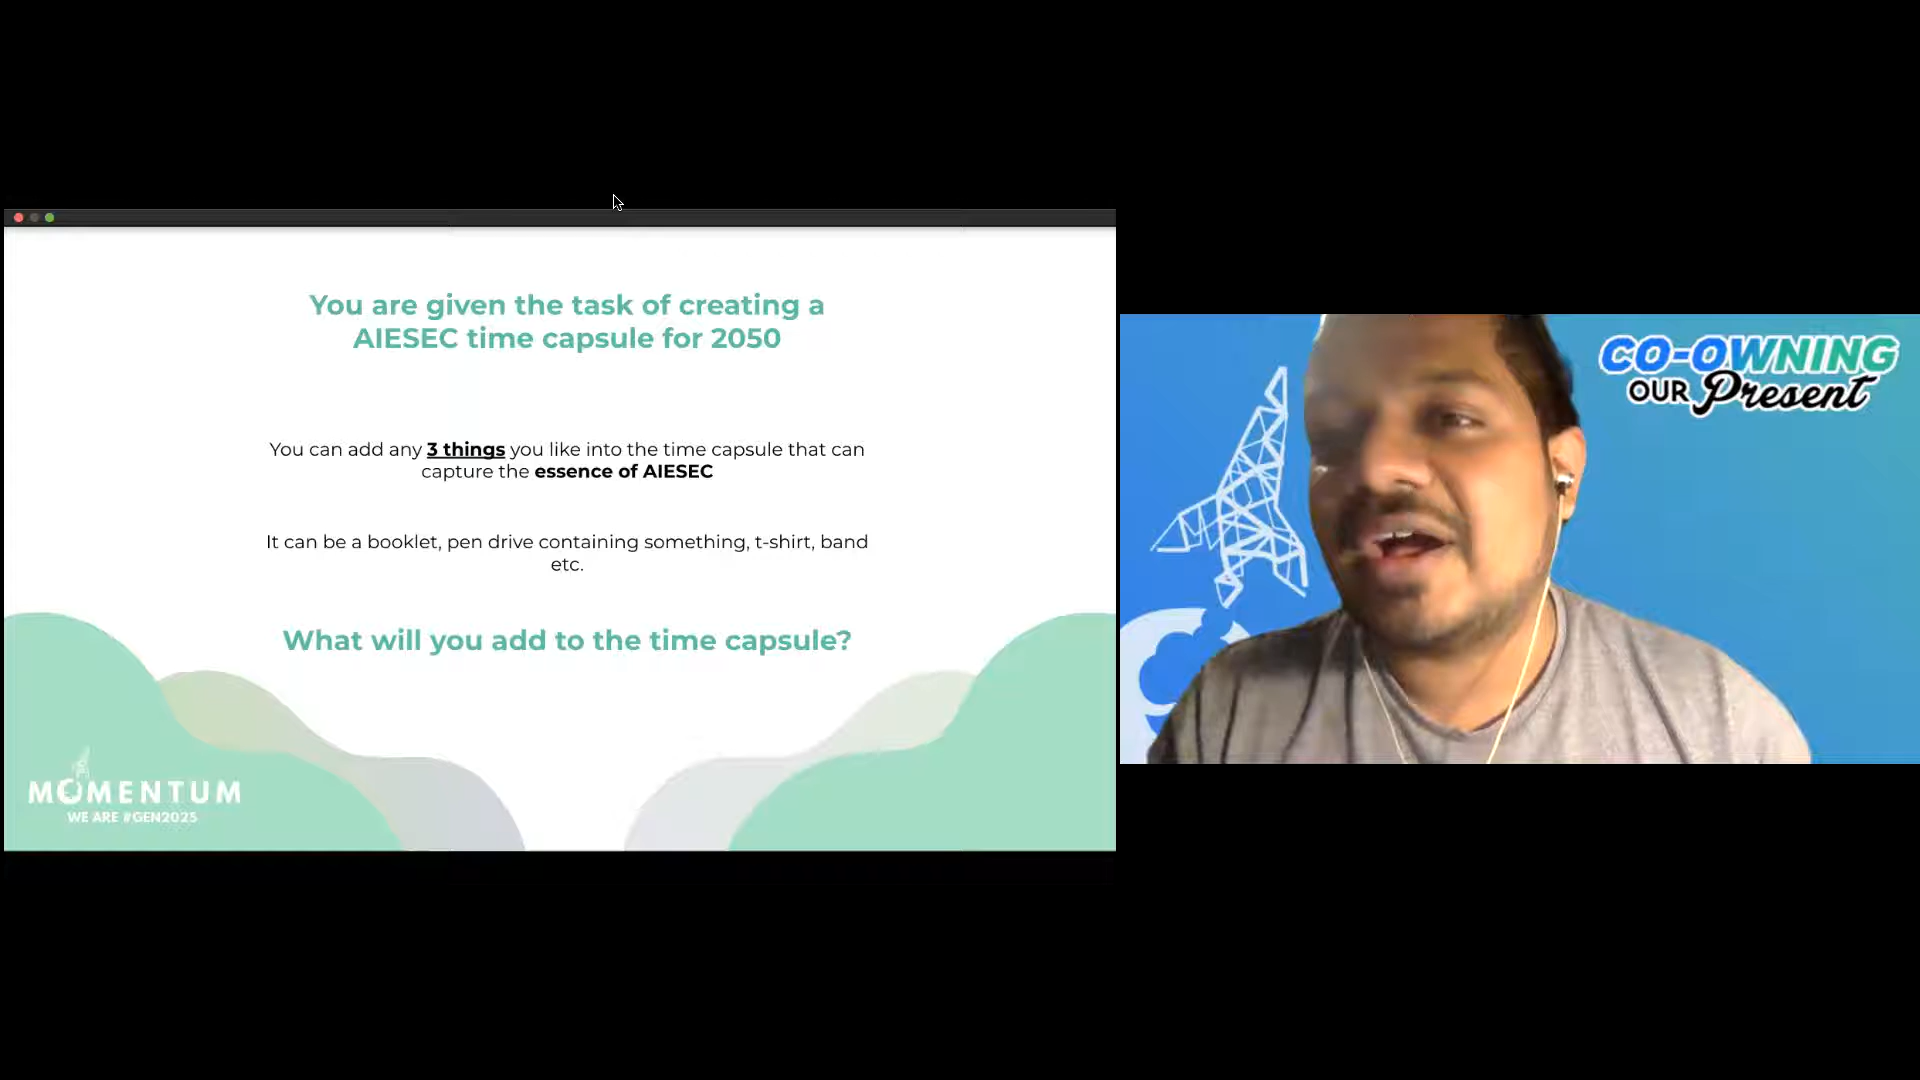 You are given the task of creating a
AIESEC time capsule for 2050
You can add any 3 things you like into the time capsule that can
capture the essence of AIESEC
It can be a booklet, pen drive containing something, t-shirt, band
etc.
What will you add to the time capsule?
MOMENTUM
WE ARE #GEN2025
CO-OWNING
OUR Present